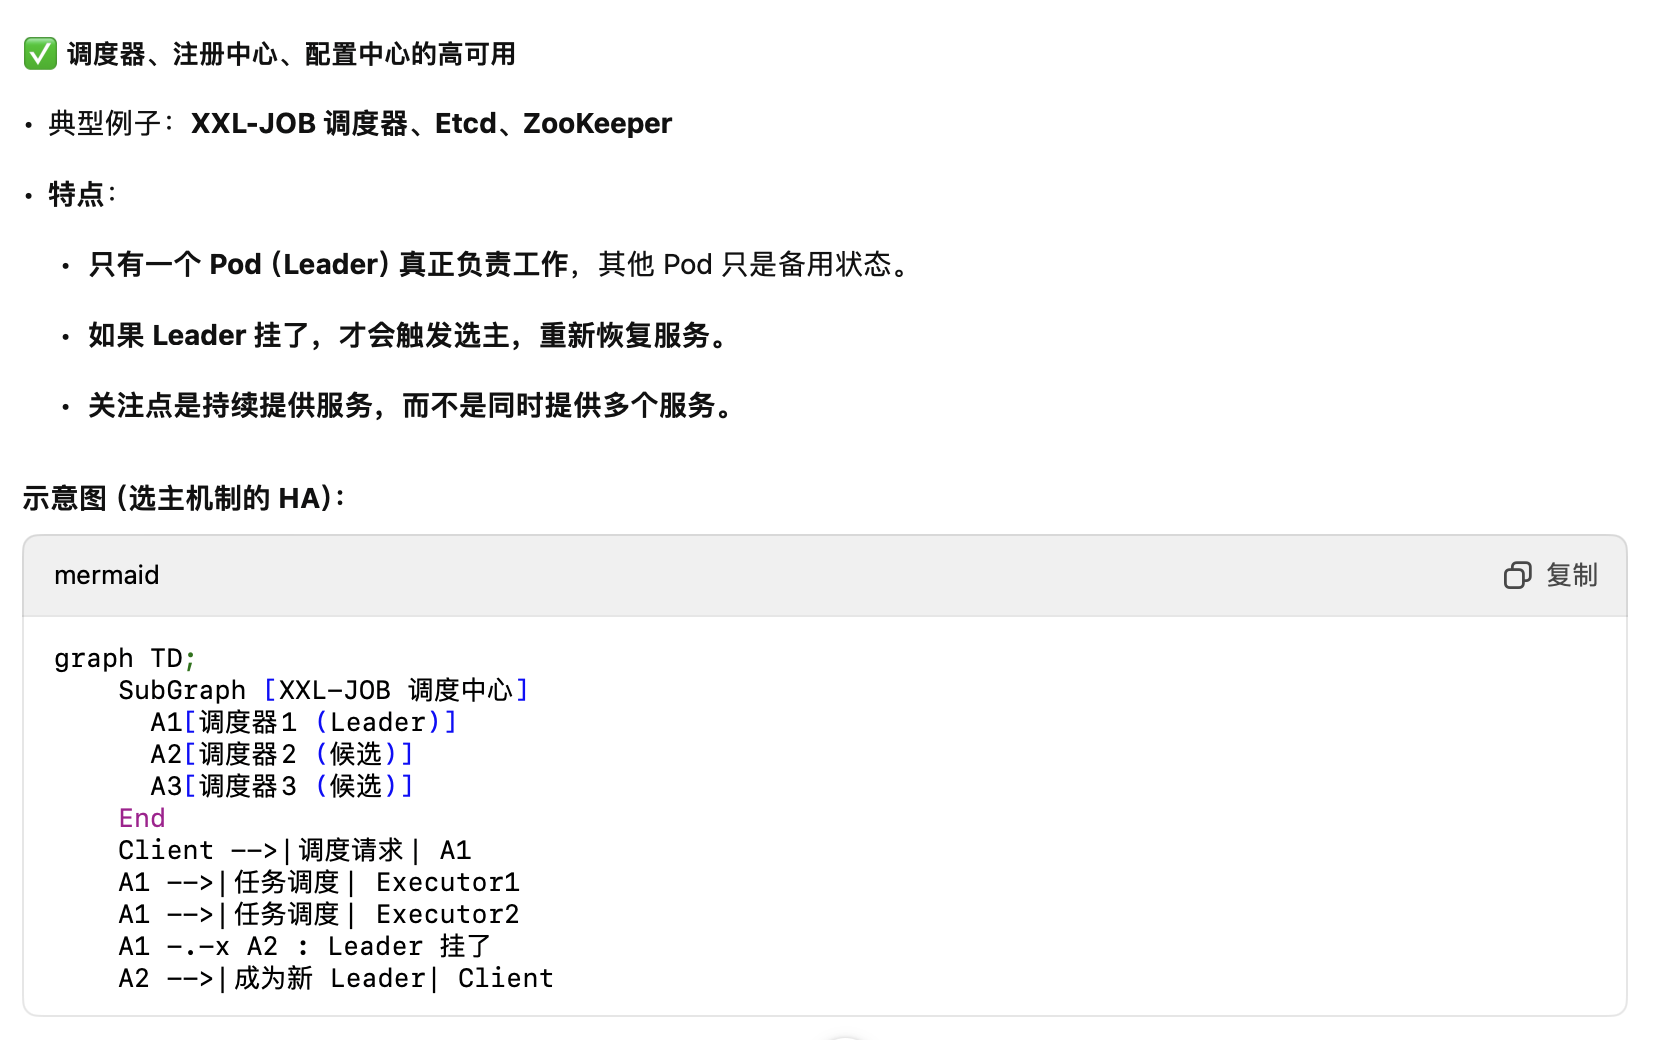 ✅ 调度器、注册中心、配置中心的高可用
• 典型例子：XXL-JOB 调度器、Etcd、ZooKeeper
• 特点：
• 只有一个 Pod（Leader）真正负责工作，其他 Pod 只是备用状态。
• 如果 Leader 挂了，才会触发选主，重新恢复服务。
• 关注点是持续提供服务，而不是同时提供多个服务。
示意图（选主机制的 HA）：
mermaid
复制
graph TD;
    SubGraph [XXL-JOB 调度中心]
      A1[调度器1 (Leader)]
      A2[调度器2 (候选)]
      A3[调度器3 (候选)]
    End
    Client -->|调度请求| A1
    A1 -->|任务调度| Executor1
    A1 -->|任务调度| Executor2
    A1 -.-x A2 : Leader 挂了
    A2 -->|成为新 Leader| Client